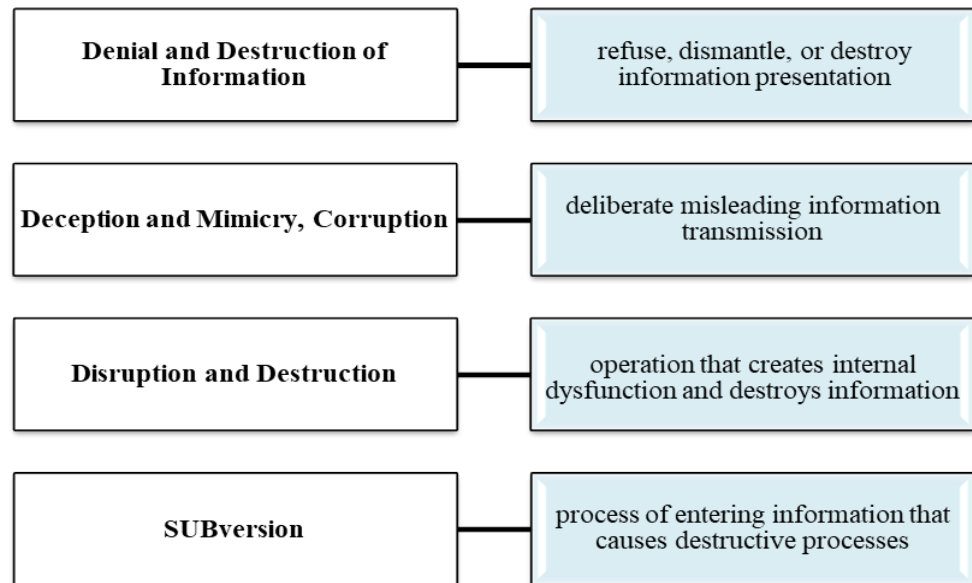 Denial and Destruction of
Information
refuse, dismantle, or destroy
information presentation
Deception and Mimicry, Corruption
deliberate misleading information
transmission
Disruption and Destruction
operation that creates internal
dysfunction and destroys information
SUBversion
process of entering information that
causes destructive processes